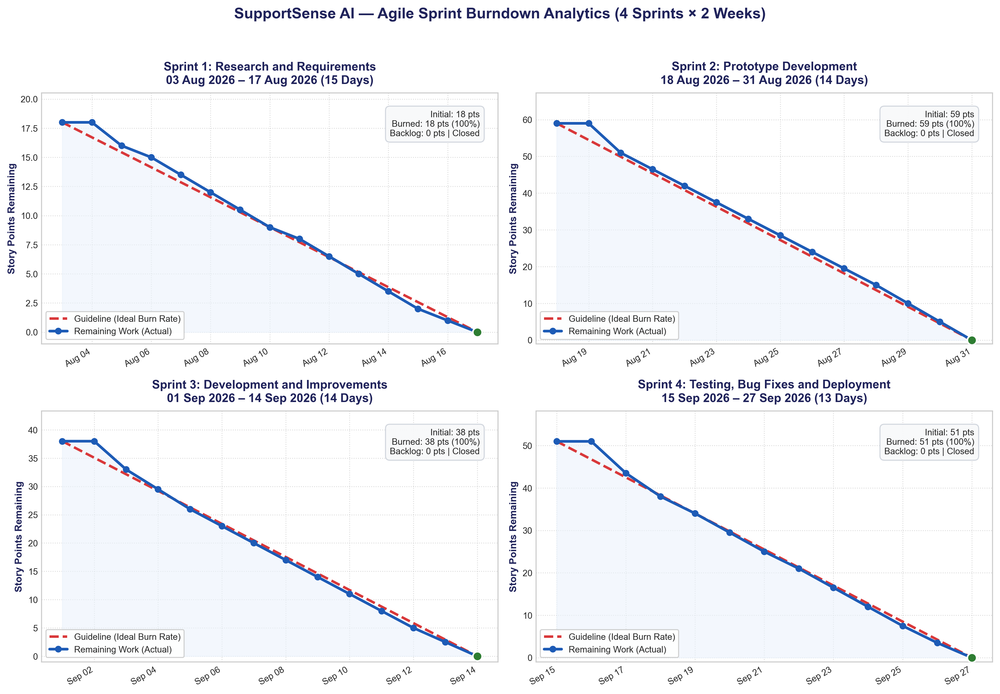 SupportSense AI — Agile Sprint Burndown Analytics (4 Sprints × 2 Weeks)
Sprint 1: Research and Requirements
03 Aug 2026 – 17 Aug 2026 (15 Days)
Story Points Remaining
20.0
17.5
15.0
12.5
10.0
7.5
5.0
2.5
0.0
Initial: 18 pts
Burned: 18 pts (100%)
Backlog: 0 pts | Closed
Guideline (Ideal Burn Rate)
Remaining Work (Actual)
Aug 04
Aug 06
Aug 08
Aug 10
Aug 12
Aug 14
Aug 16
Sprint 2: Prototype Development
18 Aug 2026 – 31 Aug 2026 (14 Days)
Story Points Remaining
60
50
40
30
20
10
0
Initial: 59 pts
Burned: 59 pts (100%)
Backlog: 0 pts | Closed
Guideline (Ideal Burn Rate)
Remaining Work (Actual)
Aug 19
Aug 21
Aug 23
Aug 25
Aug 27
Aug 29
Aug 31
Sprint 3: Development and Improvements
01 Sep 2026 – 14 Sep 2026 (14 Days)
Story Points Remaining
40
35
30
25
20
15
10
5
0
Initial: 38 pts
Burned: 38 pts (100%)
Backlog: 0 pts | Closed
Guideline (Ideal Burn Rate)
Remaining Work (Actual)
Sep 02
Sep 04
Sep 06
Sep 08
Sep 10
Sep 12
Sep 14
Sprint 4: Testing, Bug Fixes and Deployment
15 Sep 2026 – 27 Sep 2026 (13 Days)
Story Points Remaining
50
40
30
20
10
0
Initial: 51 pts
Burned: 51 pts (100%)
Backlog: 0 pts | Closed
Guideline (Ideal Burn Rate)
Remaining Work (Actual)
Sep 15
Sep 17
Sep 19
Sep 21
Sep 23
Sep 25
Sep 27